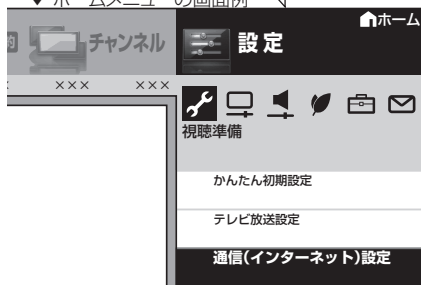 ホームメニューの画面例
ホーム
チャンネル
設定
××× ×××
視聴準備
かんたん初期設定
テレビ放送設定
通信(インターネット)設定